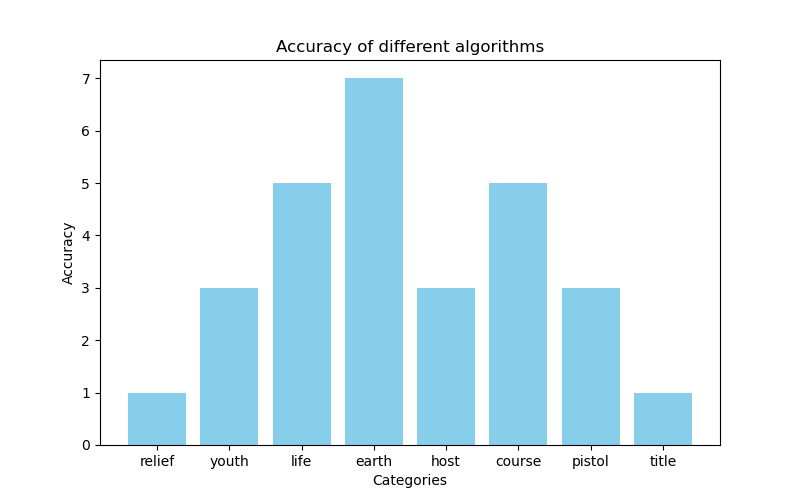 Accuracy of different algorithms
Accuracy
7
6
5
4
3
2
1
0
relief youth life earth host course pistol title
Categories